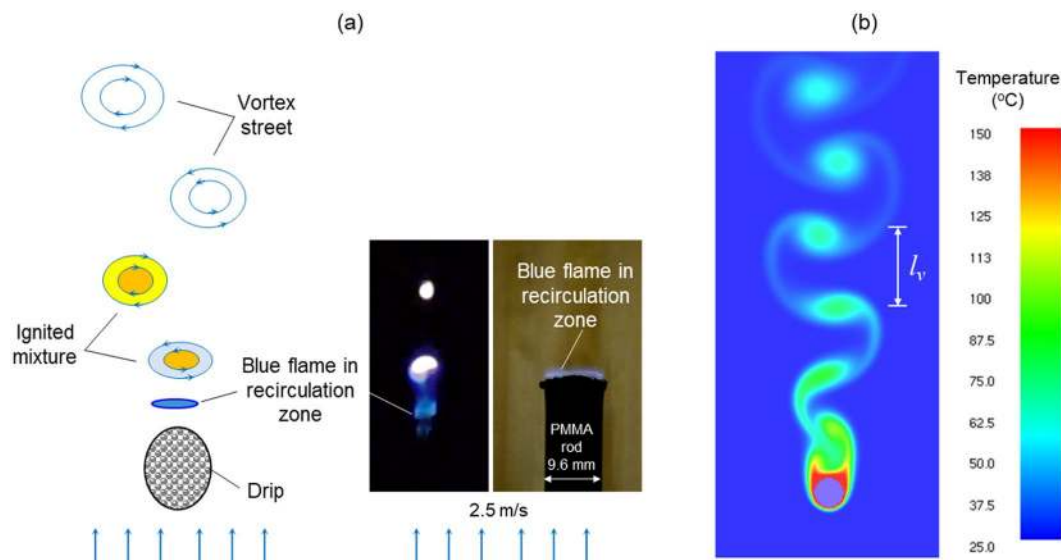 (a)
Vortex
street
Ignited
mixture
Blue flame in
recirculation
zone
Drip
Blue flame in
recirculation
zone
PMMA
rod
9.6 mm
2.5 m/s
(b)
l_v
Temperature
(°C)
150
138
125
113
100
87.5
75.0
62.5
50.0
37.5
25.0